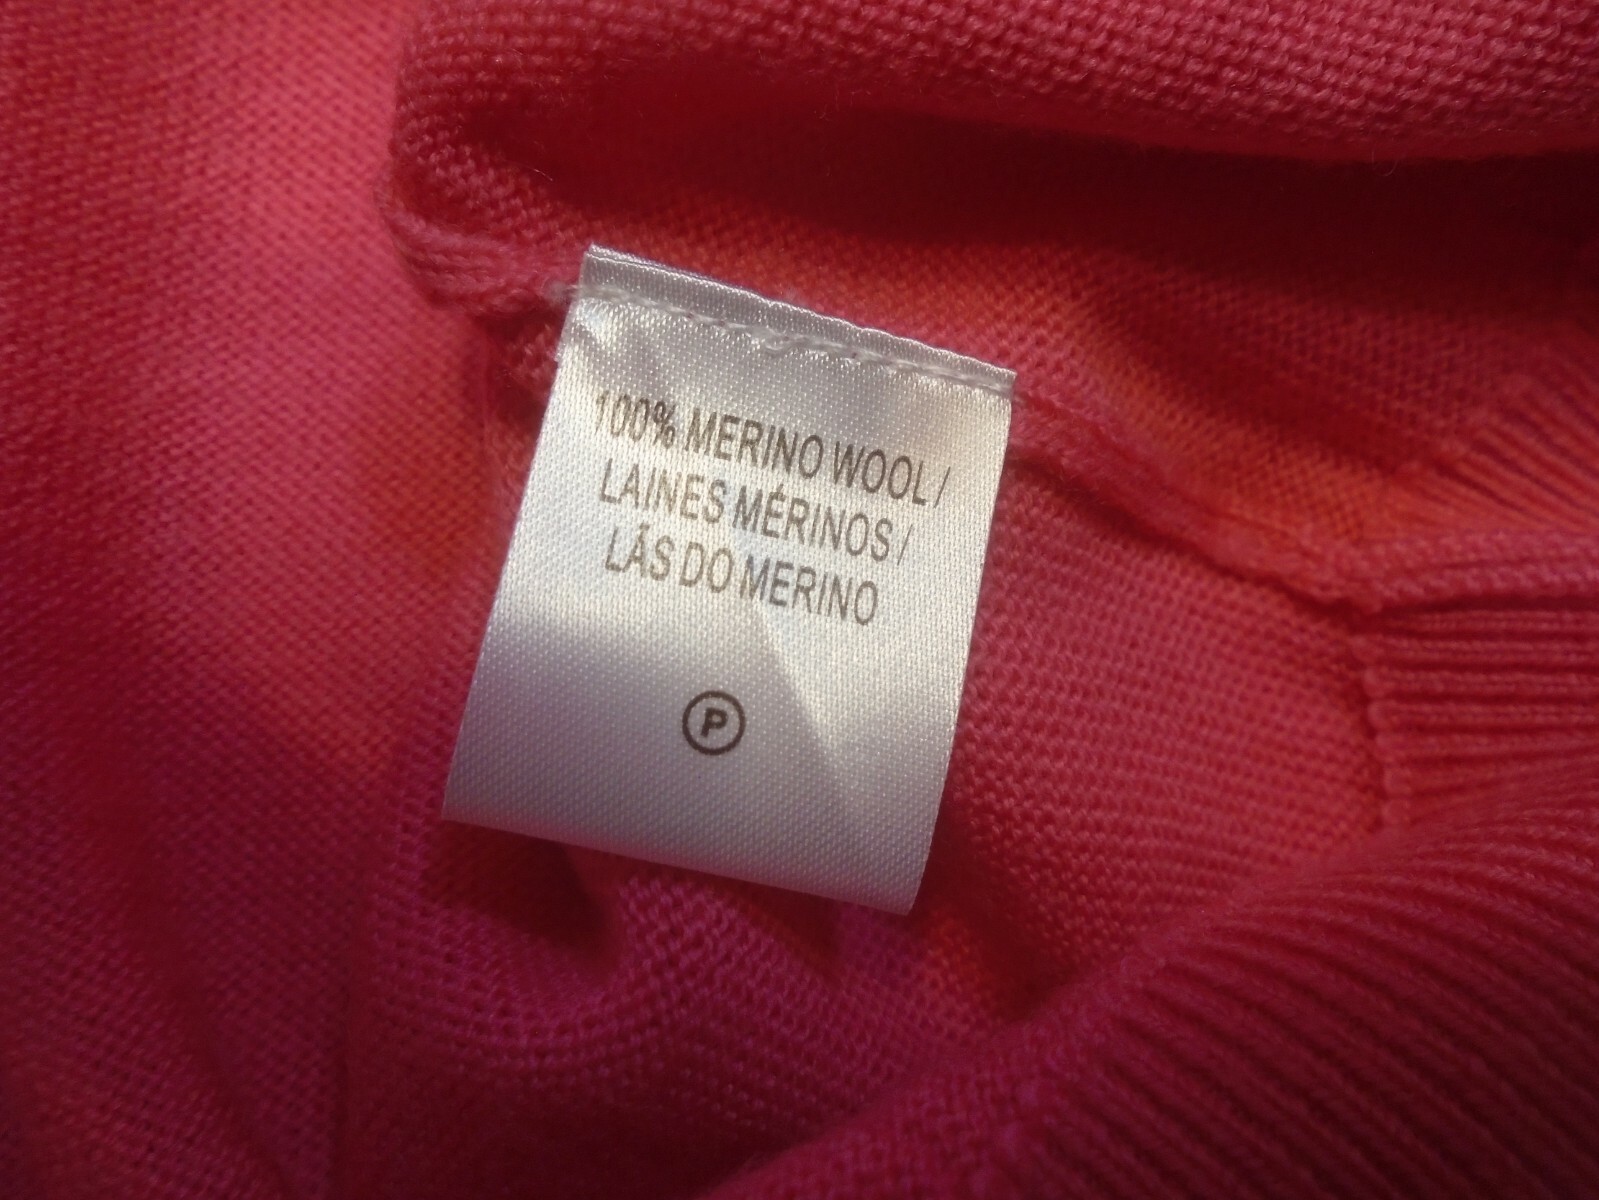 100% MERINO WOOL /
LAINES MÉRINOS /
LÃS DO MERINO
P